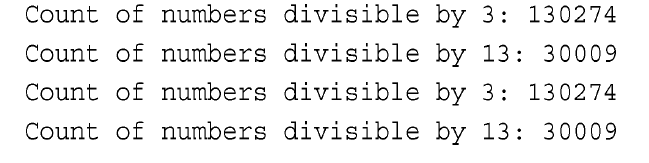 Count of numbers divisible by 3: 130274
Count of numbers divisible by 13: 30009
Count of numbers divisible by 3: 130274
Count of numbers divisible by 13: 30009